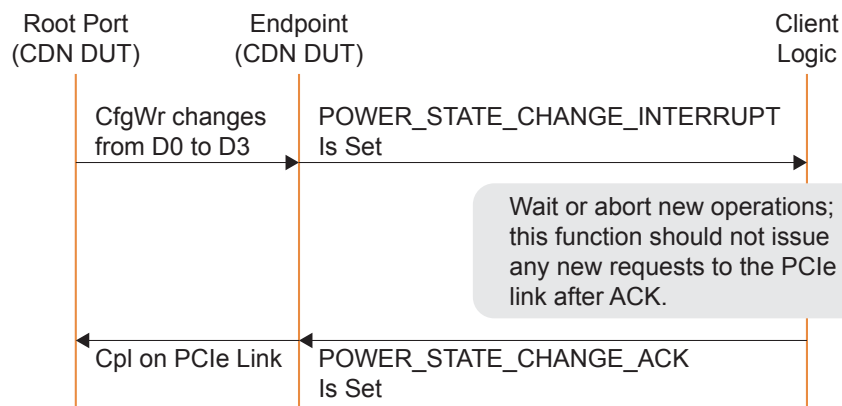 Root Port
(CDN DUT)
Endpoint
(CDN DUT)
Client
Logic
CfgWr changes
from D0 to D3
POWER_STATE_CHANGE_INTERRUPT
Is Set
Wait or abort new operations;
this function should not issue
any new requests to the PCIe
link after ACK.
Cpl on PCIe Link
POWER_STATE_CHANGE_ACK
Is Set